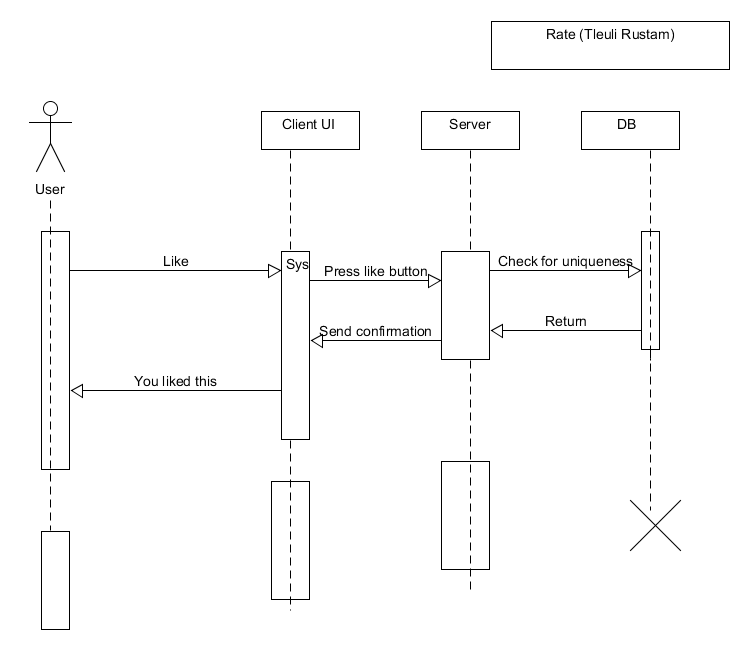 Rate (Tleuli Rustam)
Client UI
Server
DB
User
Like
Sys
Press like button
Check for uniqueness
Send confirmation
Return
You liked this